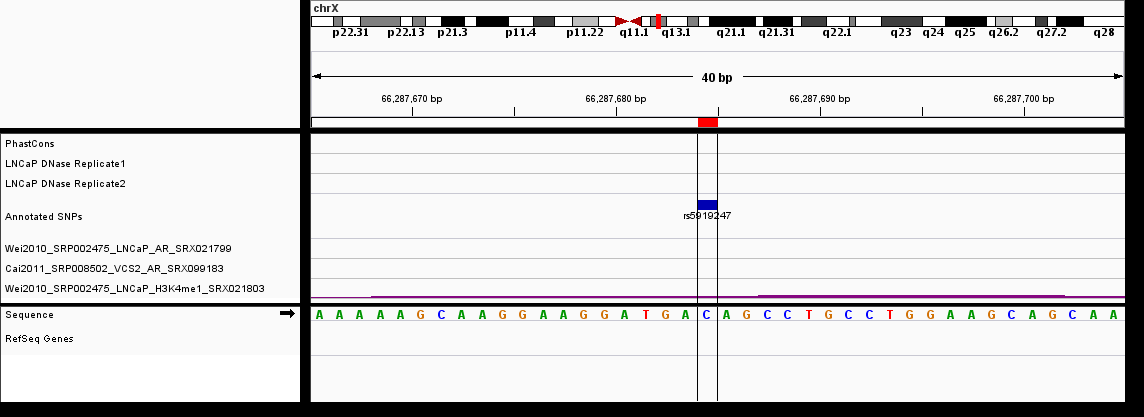 chrX
p22.31 p22.13 p21.3 p11.4 p11.22 q11.1 q13.1 q21.1 q21.31 q22.1 q23 q24 q25 q26.2 q27.2 q28
40 bp
66,287,670 bp 66,287,680 bp 66,287,690 bp 66,287,700 bp
PhastCons
LNCaP DNase Replicate1
LNCaP DNase Replicate2
Annotated SNPs
rs5919247
Wei2010_SRP002475_LNCaP_AR_SRX021799
Cai2011_SRP008502_VCS2_AR_SRX099183
Wei2010_SRP002475_LNCaP_H3K4me1_SRX021803
Sequence A A A A A G C A A G G A A G G A T G A C A G C C T G C C T G G A A G C A G C A A
RefSeq Genes